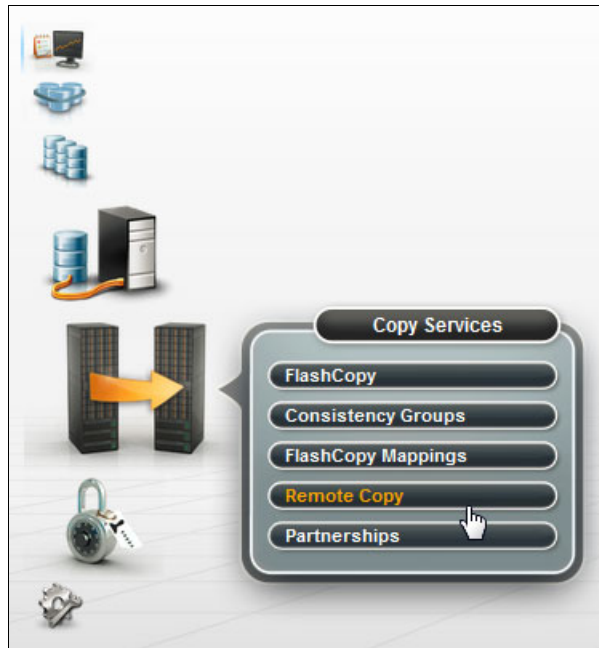 Copy Services
FlashCopy
Consistency Groups
FlashCopy Mappings
Remote Copy
Partnerships